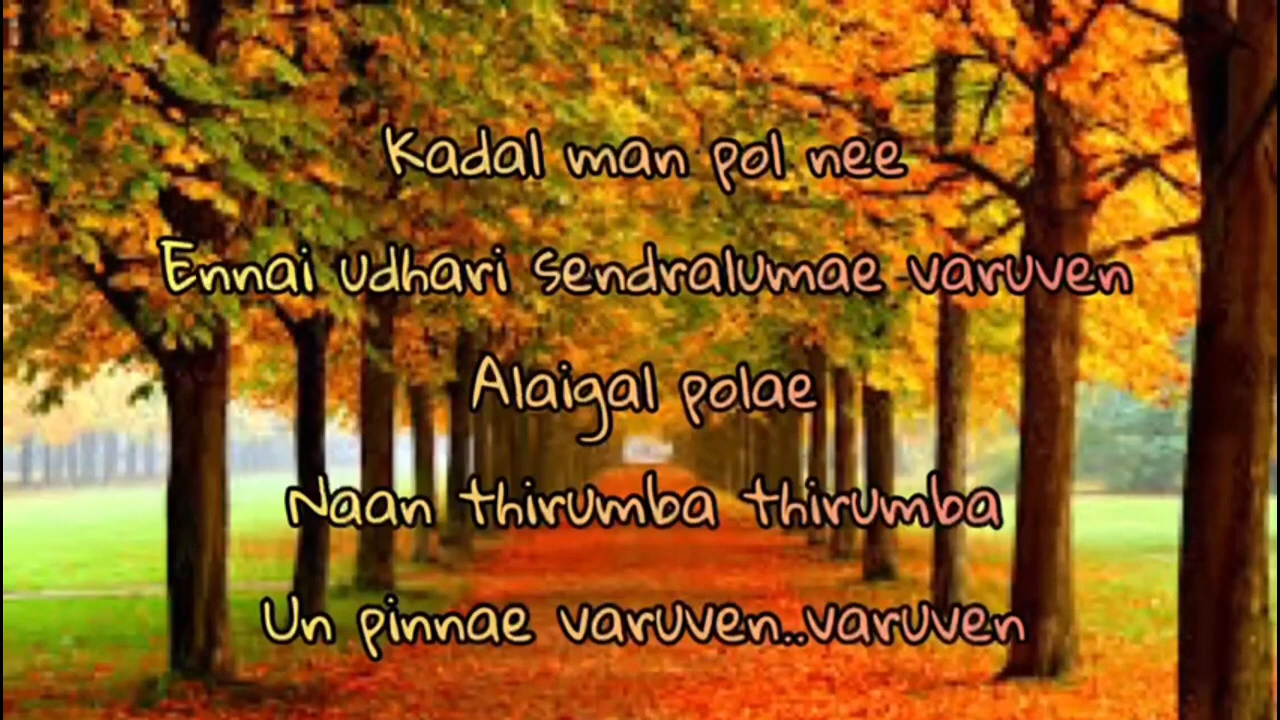 Kadal man pol nee
Ennai udhari sendralumae varuven
Alaigal polae
Naan thirumba thirumba
Un pinnae varuven..varuven